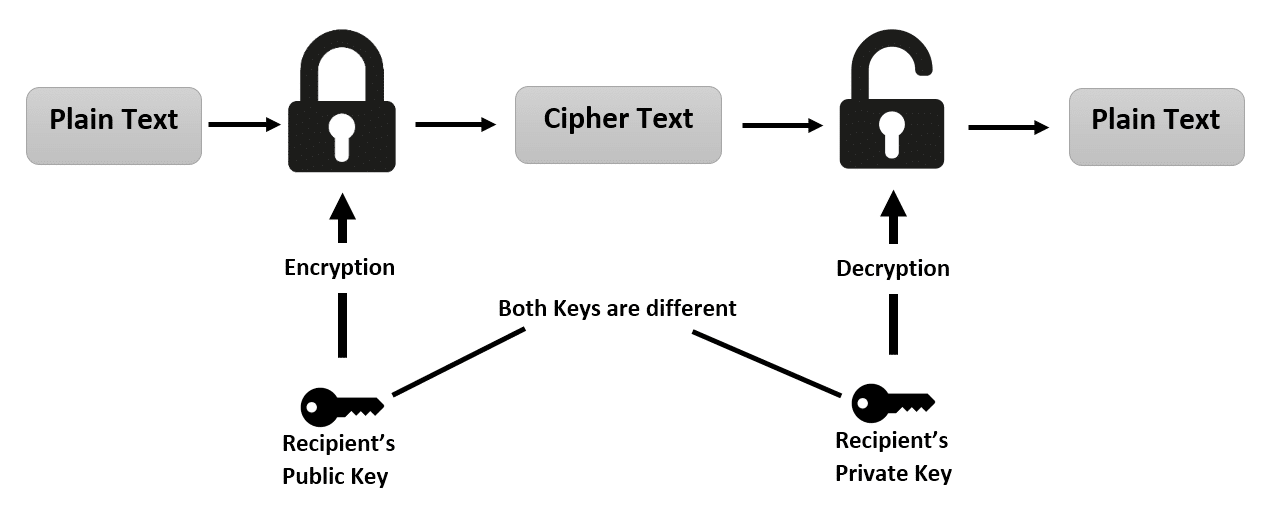 Plain Text
Cipher Text
Plain Text
Encryption
Decryption
Both Keys are different
Recipient’s
Public Key
Recipient’s
Private Key